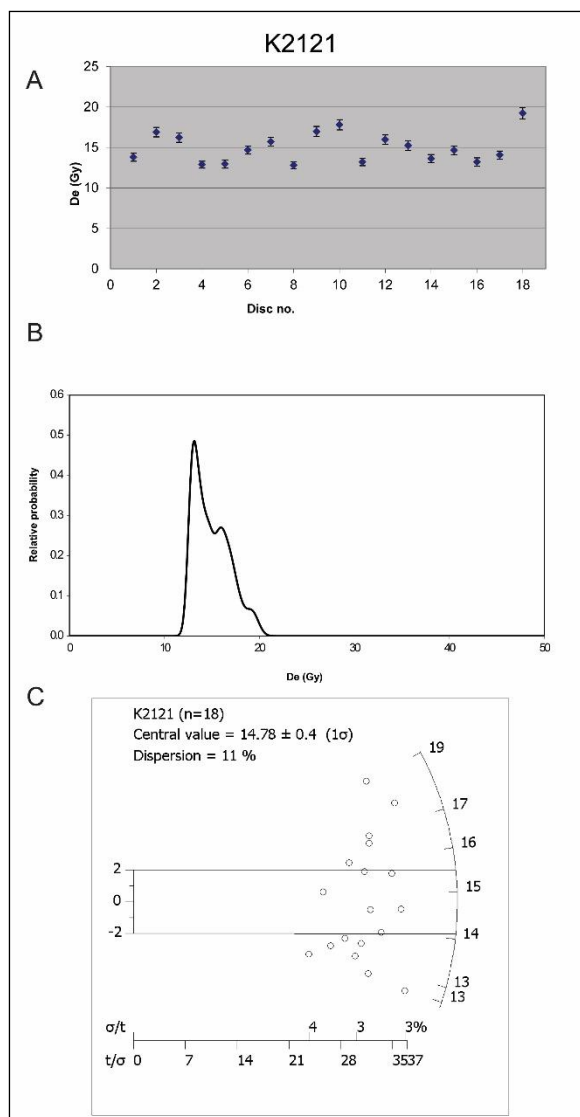 K2121
A
25
20
15
10
5
0
De (Gy)
0 2 4 6 8 10 12 14 16 18
Disc no.
B
0.6
0.5
0.4
0.3
0.2
0.1
0.0
Relative probability
0 10 20 30 40 50
De (Gy)
C
K2121 (n=18)
Central value = 14.78 ± 0.4 (1σ)
Dispersion = 11 %
19
17
16
15
14
13
13
2
0
-2
σ/t 4 3 3%
t/σ 0 7 14 21 28 3537